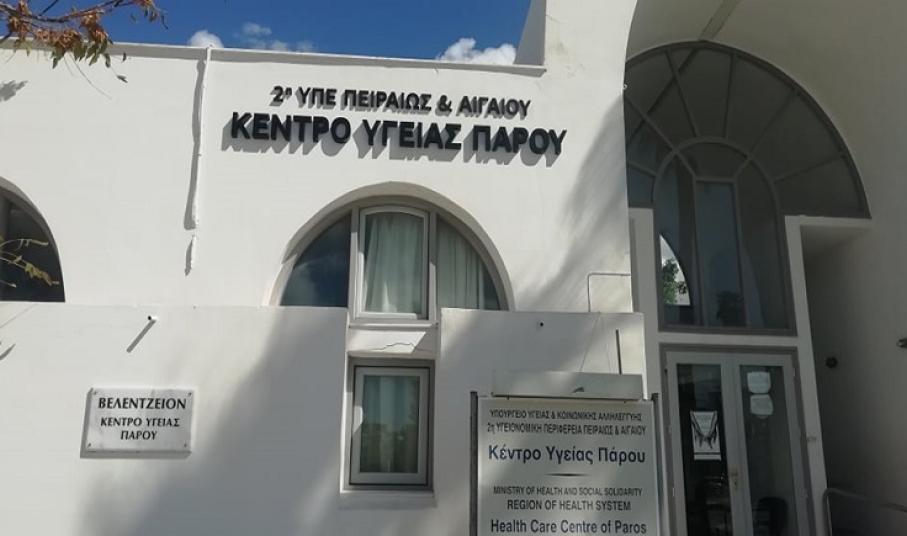 2η ΥΠΕ ΠΕΙΡΑΙΩΣ & ΑΙΓΑΙΟΥ
ΚΕΝΤΡΟ ΥΓΕΙΑΣ ΠΑΡΟΥ
ΒΕΛΕΝΤΖΕΙΟΝ
ΚΕΝΤΡΟ ΥΓΕΙΑΣ
ΠΑΡΟΥ
ΥΠΟΥΡΓΕΙΟ ΥΓΕΙΑΣ & ΚΟΙΝΩΝΙΚΗΣ ΑΛΛΗΛΕΓΓΥΗΣ
2η ΥΓΕΙΟΝΟΜΙΚΗ ΠΕΡΙΦΕΡΕΙΑ ΠΕΙΡΑΙΩΣ & ΑΙΓΑΙΟΥ
Κέντρο Υγείας Πάρου
MINISTRY OF HEALTH AND SOCIAL SOLIDARITY
REGION OF HEALTH SYSTEM
Health Care Centre of Paros